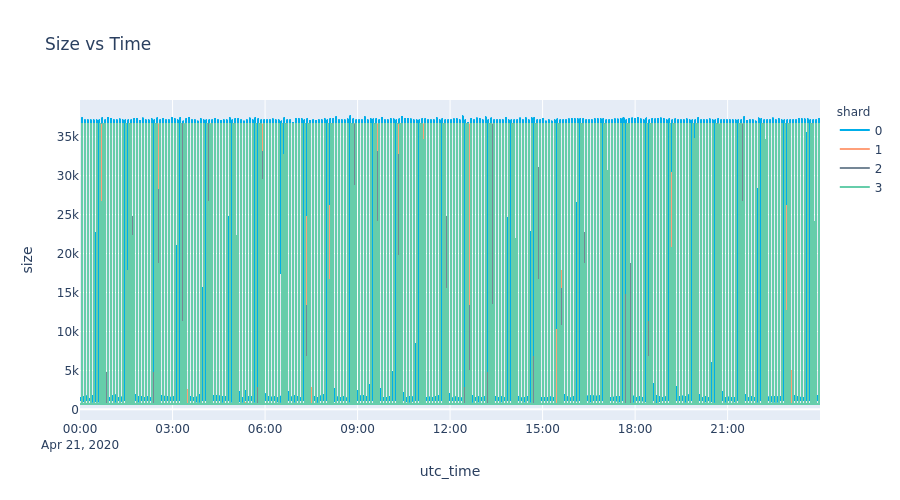 Size vs Time
shard
0
1
2
3
35k
30k
25k
20k
15k
10k
5k
0
size
00:00
Apr 21, 2020
03:00
06:00
09:00
12:00
15:00
18:00
21:00
utc_time